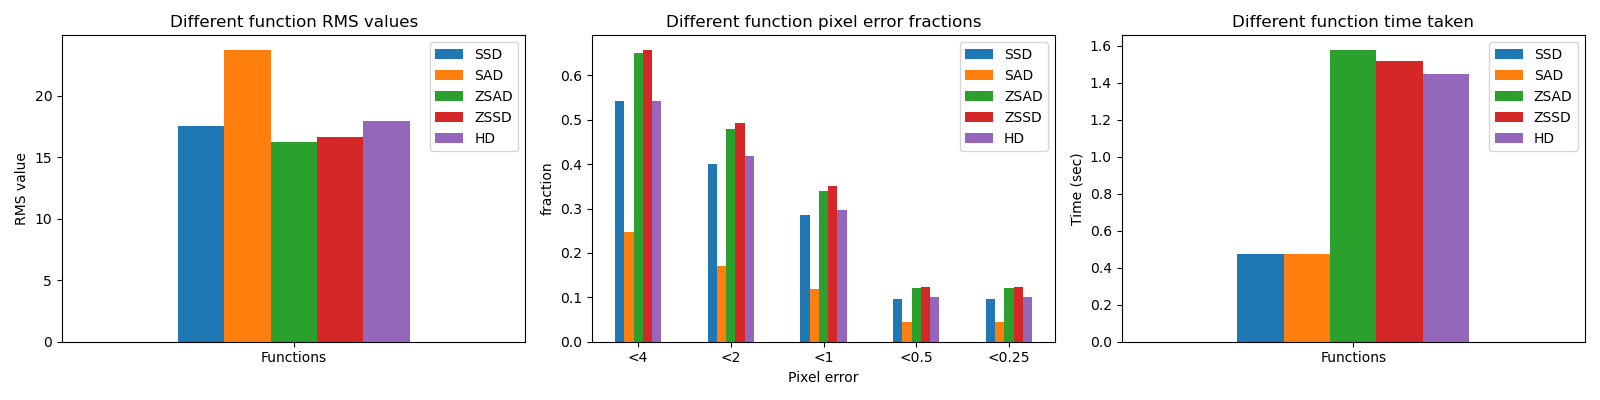 Different function RMS values
RMS value
20
15
10
5
0
Functions
SSD
SAD
ZSAD
ZSSD
HD
Different function pixel error fractions
fraction
0.6
0.5
0.4
0.3
0.2
0.1
0.0
<4 <2 <1 <0.5 <0.25
Pixel error
SSD
SAD
ZSAD
ZSSD
HD
Different function time taken
Time (sec)
1.6
1.4
1.2
1.0
0.8
0.6
0.4
0.2
0.0
Functions
SSD
SAD
ZSAD
ZSSD
HD